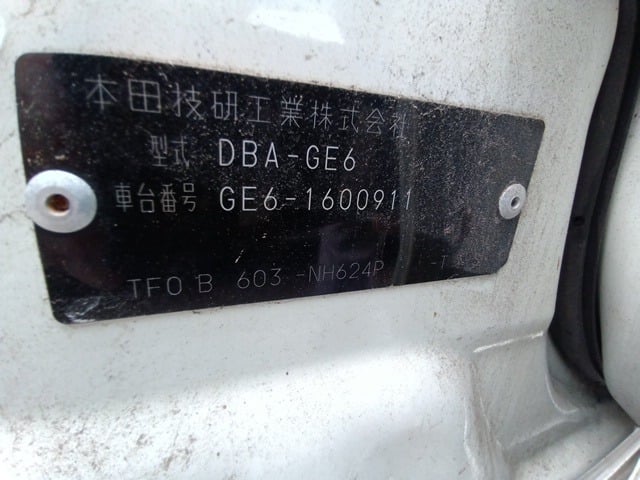 本田技研工業株式会社
型式 DBA-GE6
車台番号 GE6-1600911
TFO B 603 -NH624P -T